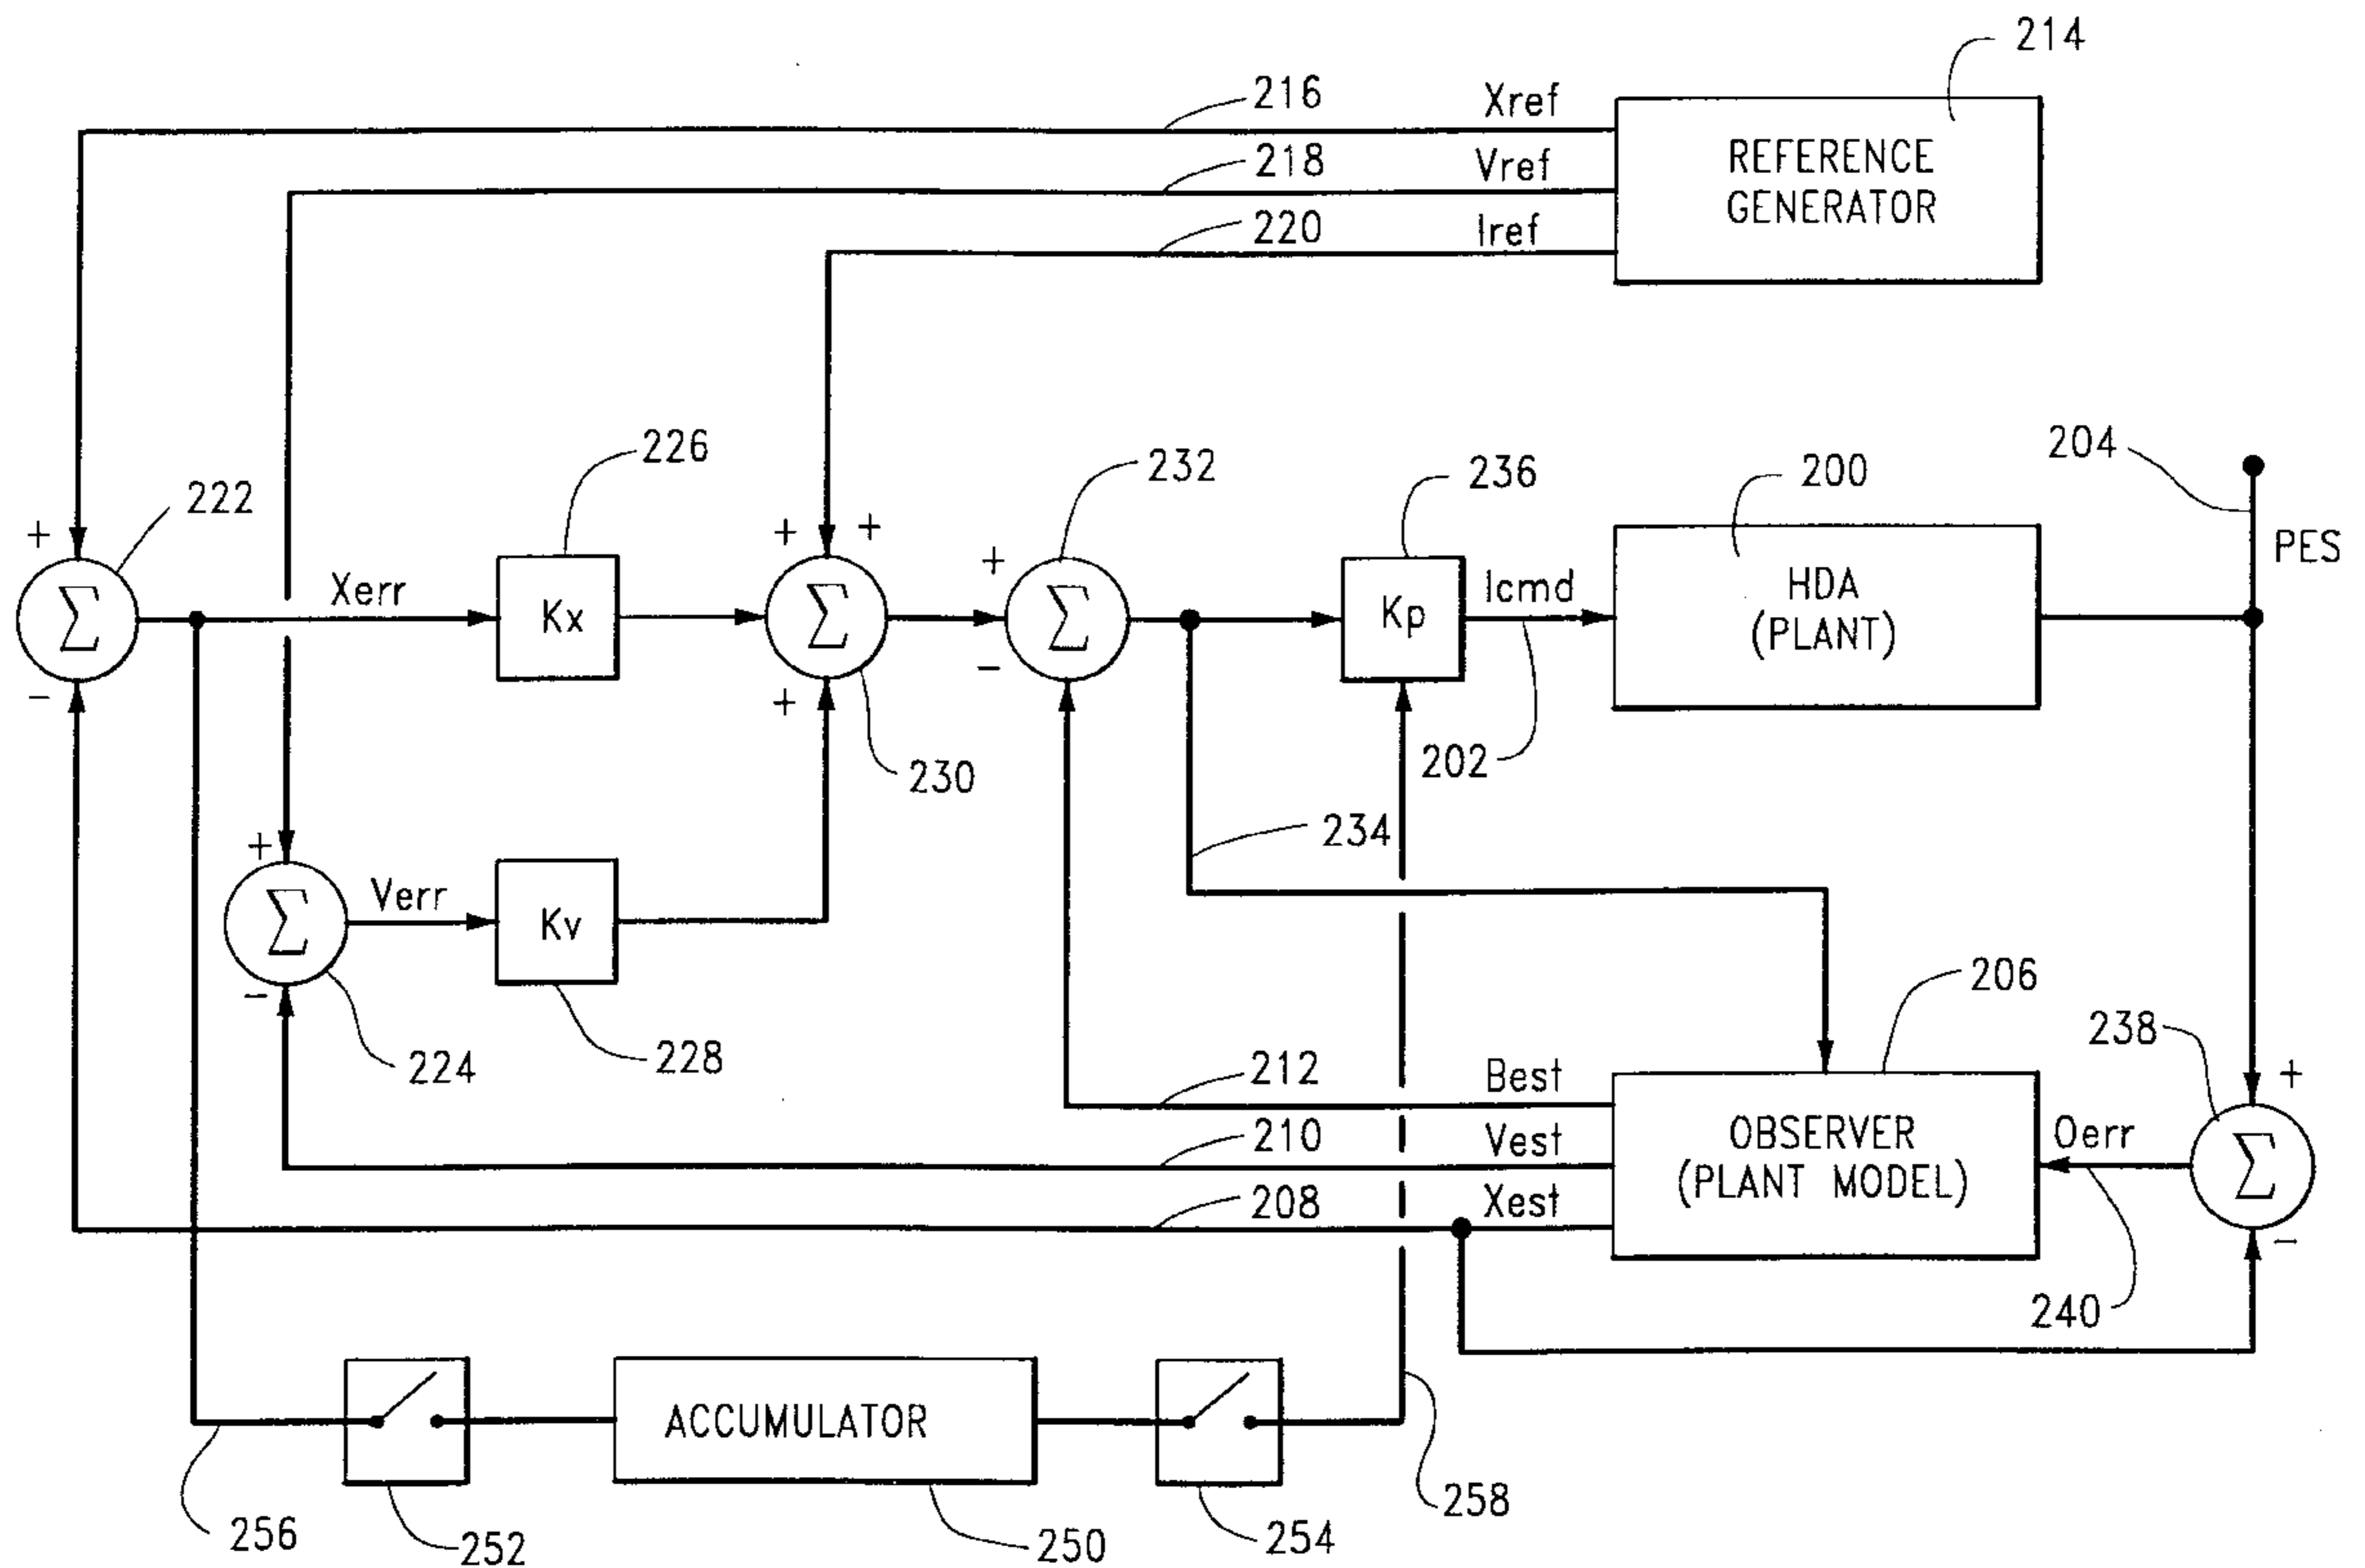 214
216 Xref
REFERENCE
GENERATOR
218 Vref
220 Iref
226
232
236
200
204
222
+
+ +
+
PES
Σ
Xerr
Kx
Σ
Σ
Kp
Icmd
HDA
(PLANT)
-
+
-
202
230
234
+
Σ
Verr
Kv
206
-
224
228
238
212 Best
+
210 Vest
OBSERVER
(PLANT MODEL)
Oerr
Σ
208 Xest
-
240
ACCUMULATOR
256
252
250
254
258